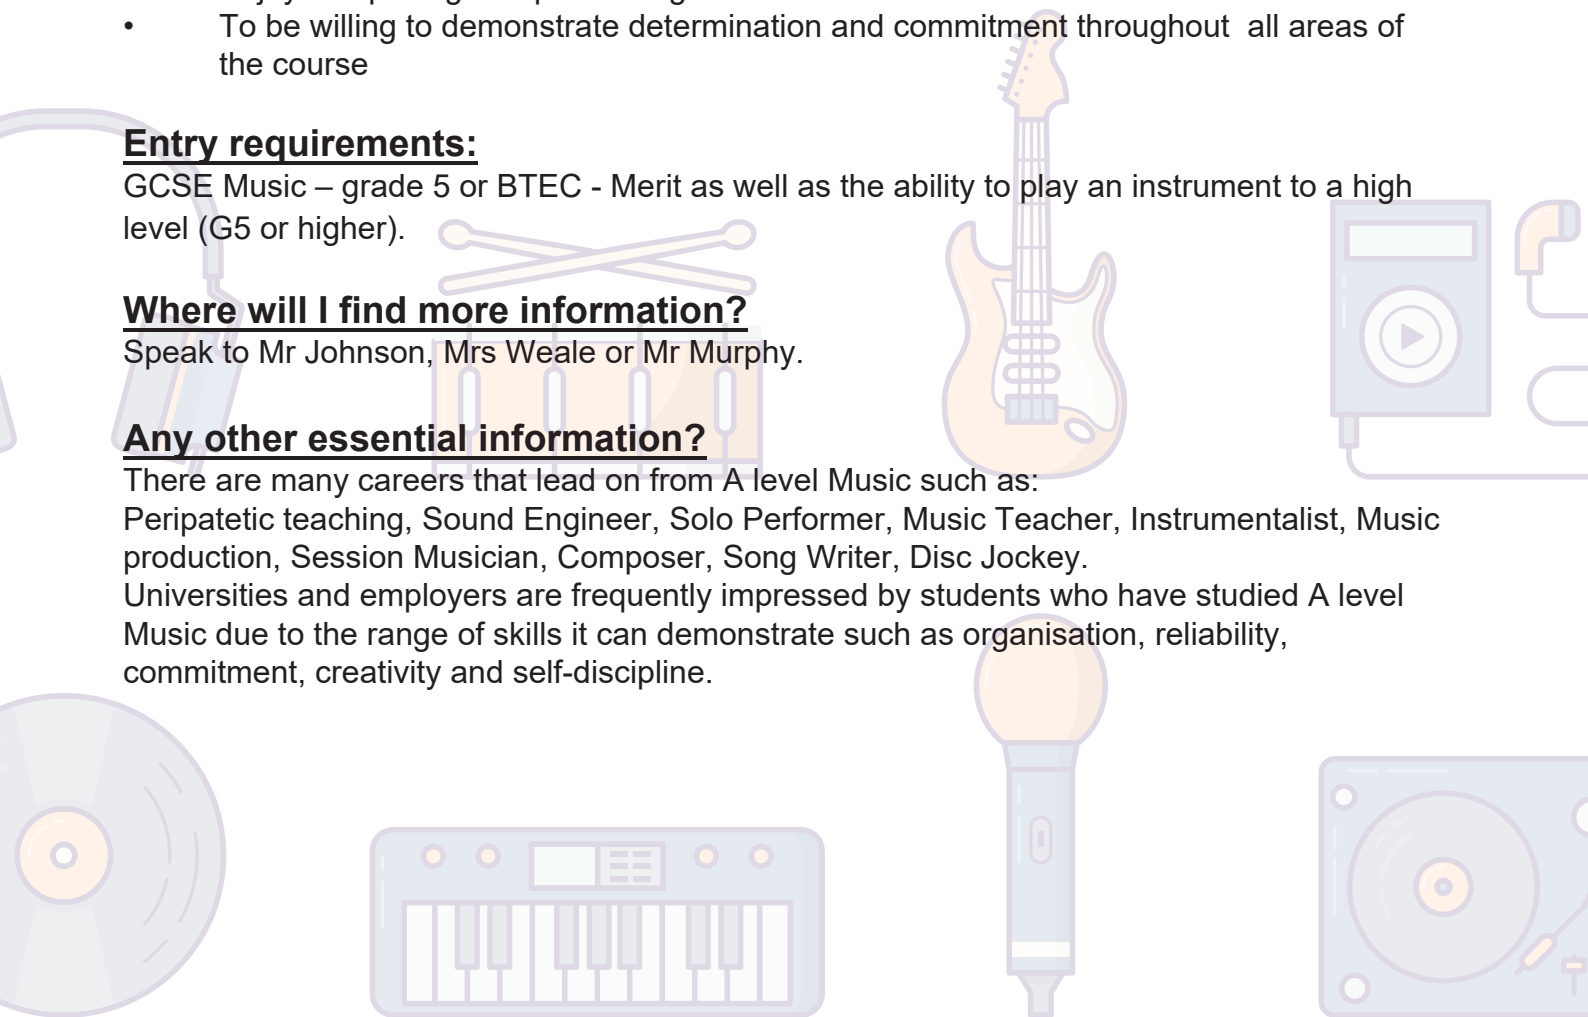 • To be willing to demonstrate determination and commitment throughout  all areas of
the course
Entry requirements:
GCSE Music – grade 5 or BTEC - Merit as well as the ability to play an instrument to a high
level (G5 or higher).
Where will I find more information?
Speak to Mr Johnson, Mrs Weale or Mr Murphy.
Any other essential information?
There are many careers that lead on from A level Music such as:
Peripatetic teaching, Sound Engineer, Solo Performer, Music Teacher, Instrumentalist, Music
production, Session Musician, Composer, Song Writer, Disc Jockey.
Universities and employers are frequently impressed by students who have studied A level
Music due to the range of skills it can demonstrate such as organisation, reliability,
commitment, creativity and self-discipline.